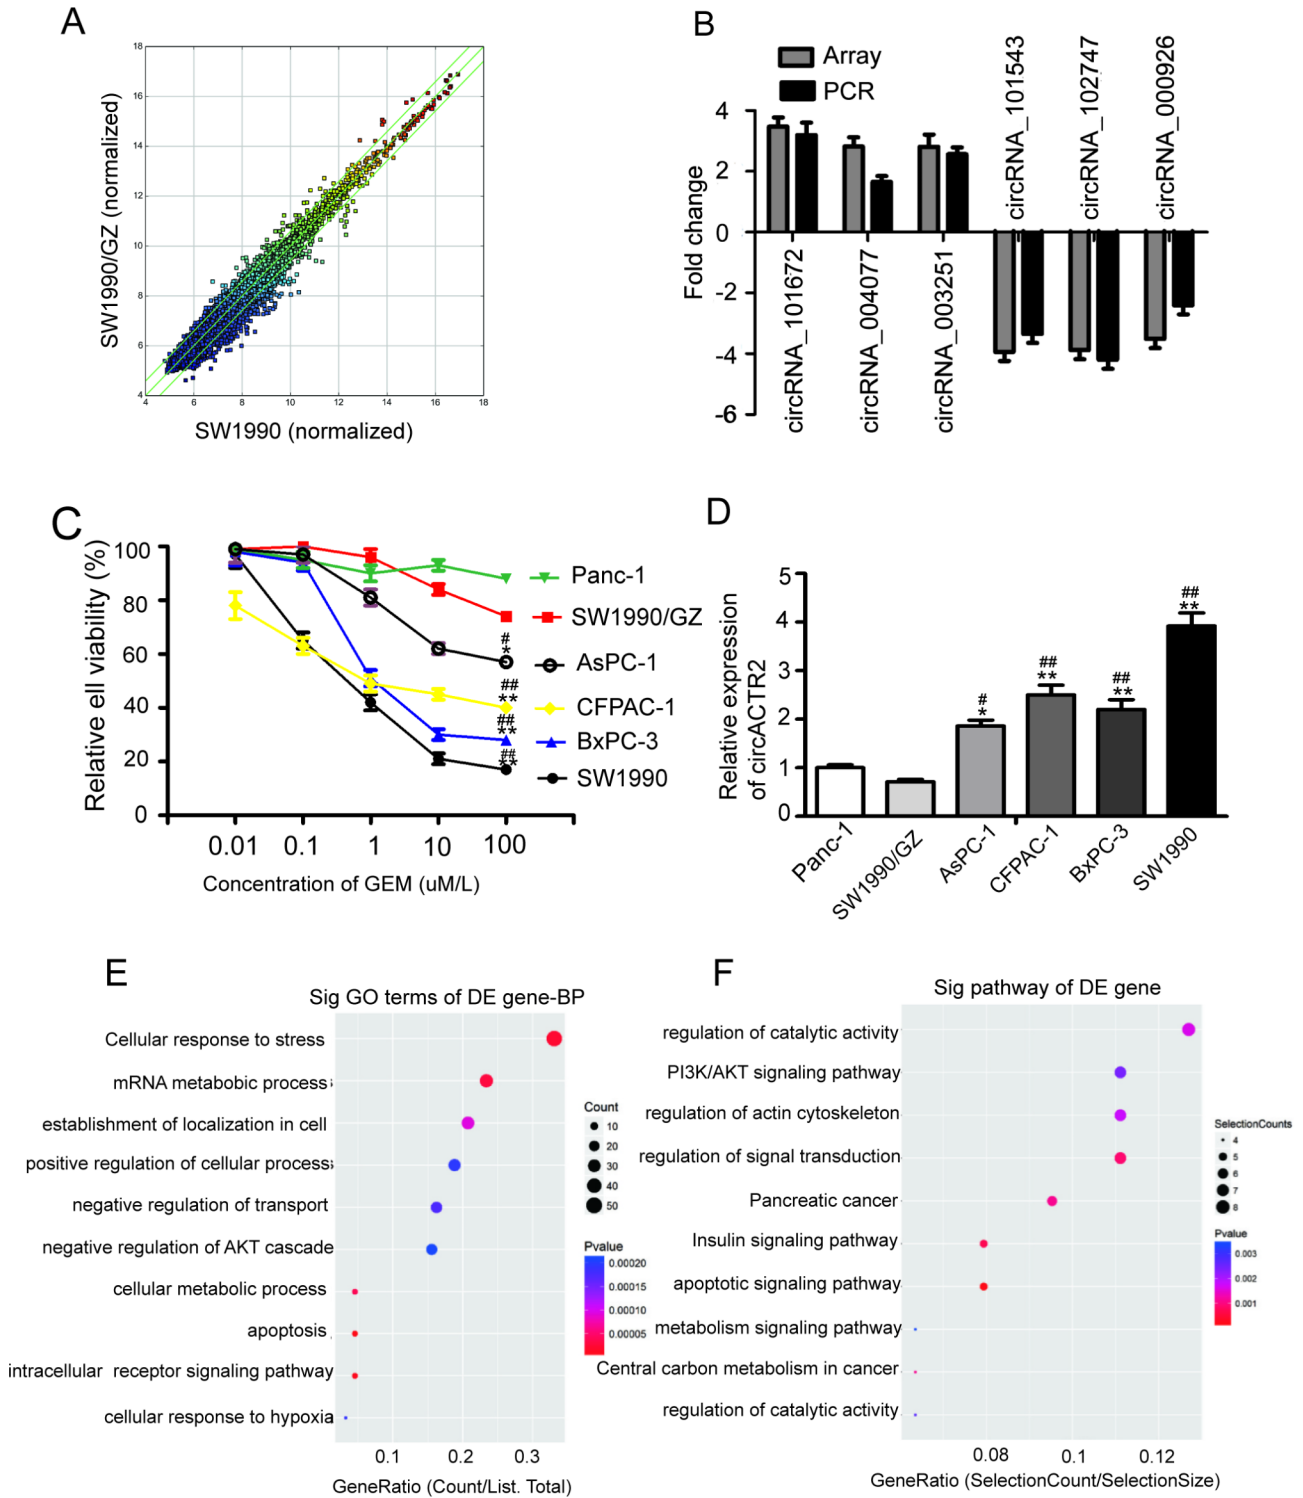 A
18
16
14
12
10
8
6
4
4 6 8 10 12 14 16 18
SW1990/GZ (normalized)
SW1990 (normalized)
B
Array
PCR
4
2
0
-2
-4
-6
Fold change
circRNA_101672
circRNA_004077
circRNA_003251
circRNA_101543
circRNA_102747
circRNA_000926
C
100
80
60
40
20
0
Relative ell viability (%)
0.01 0.1 1 10 100
Concentration of GEM (uM/L)
Panc-1
SW1990/GZ
#
*
AsPC-1
##
**
CFPAC-1
##
**
BxPC-3
##
**
SW1990
D
5
4
3
2
1
0
Relative expression
of circACTR2
#
*
##
**
##
**
##
**
Panc-1
SW1990/GZ
AsPC-1
CFPAC-1
BxPC-3
SW1990
E
Sig GO terms of DE gene-BP
Cellular response to stress
mRNA metabobic process
establishment of localization in cell
positive regulation of cellular process
negative regulation of transport
negative regulation of AKT cascade
cellular metabolic process
apoptosis
intracellular receptor signaling pathway
cellular response to hypoxia
0.1 0.2 0.3
GeneRatio (Count/List. Total)
Count
10
20
30
40
50
Pvalue
0.00020
0.00015
0.00010
0.00005
F
Sig pathway of DE gene
regulation of catalytic activity
PI3K/AKT signaling pathway
regulation of actin cytoskeleton
regulation of signal transduction
Pancreatic cancer
Insulin signaling pathway
apoptotic signaling pathway
metabolism signaling pathway
Central carbon metabolism in cancer
regulation of catalytic activity
0.08 0.1 0.12
GeneRatio (SelectionCount/SelectionSize)
SelectionCounts
4
5
6
7
8
Pvalue
0.003
0.002
0.001